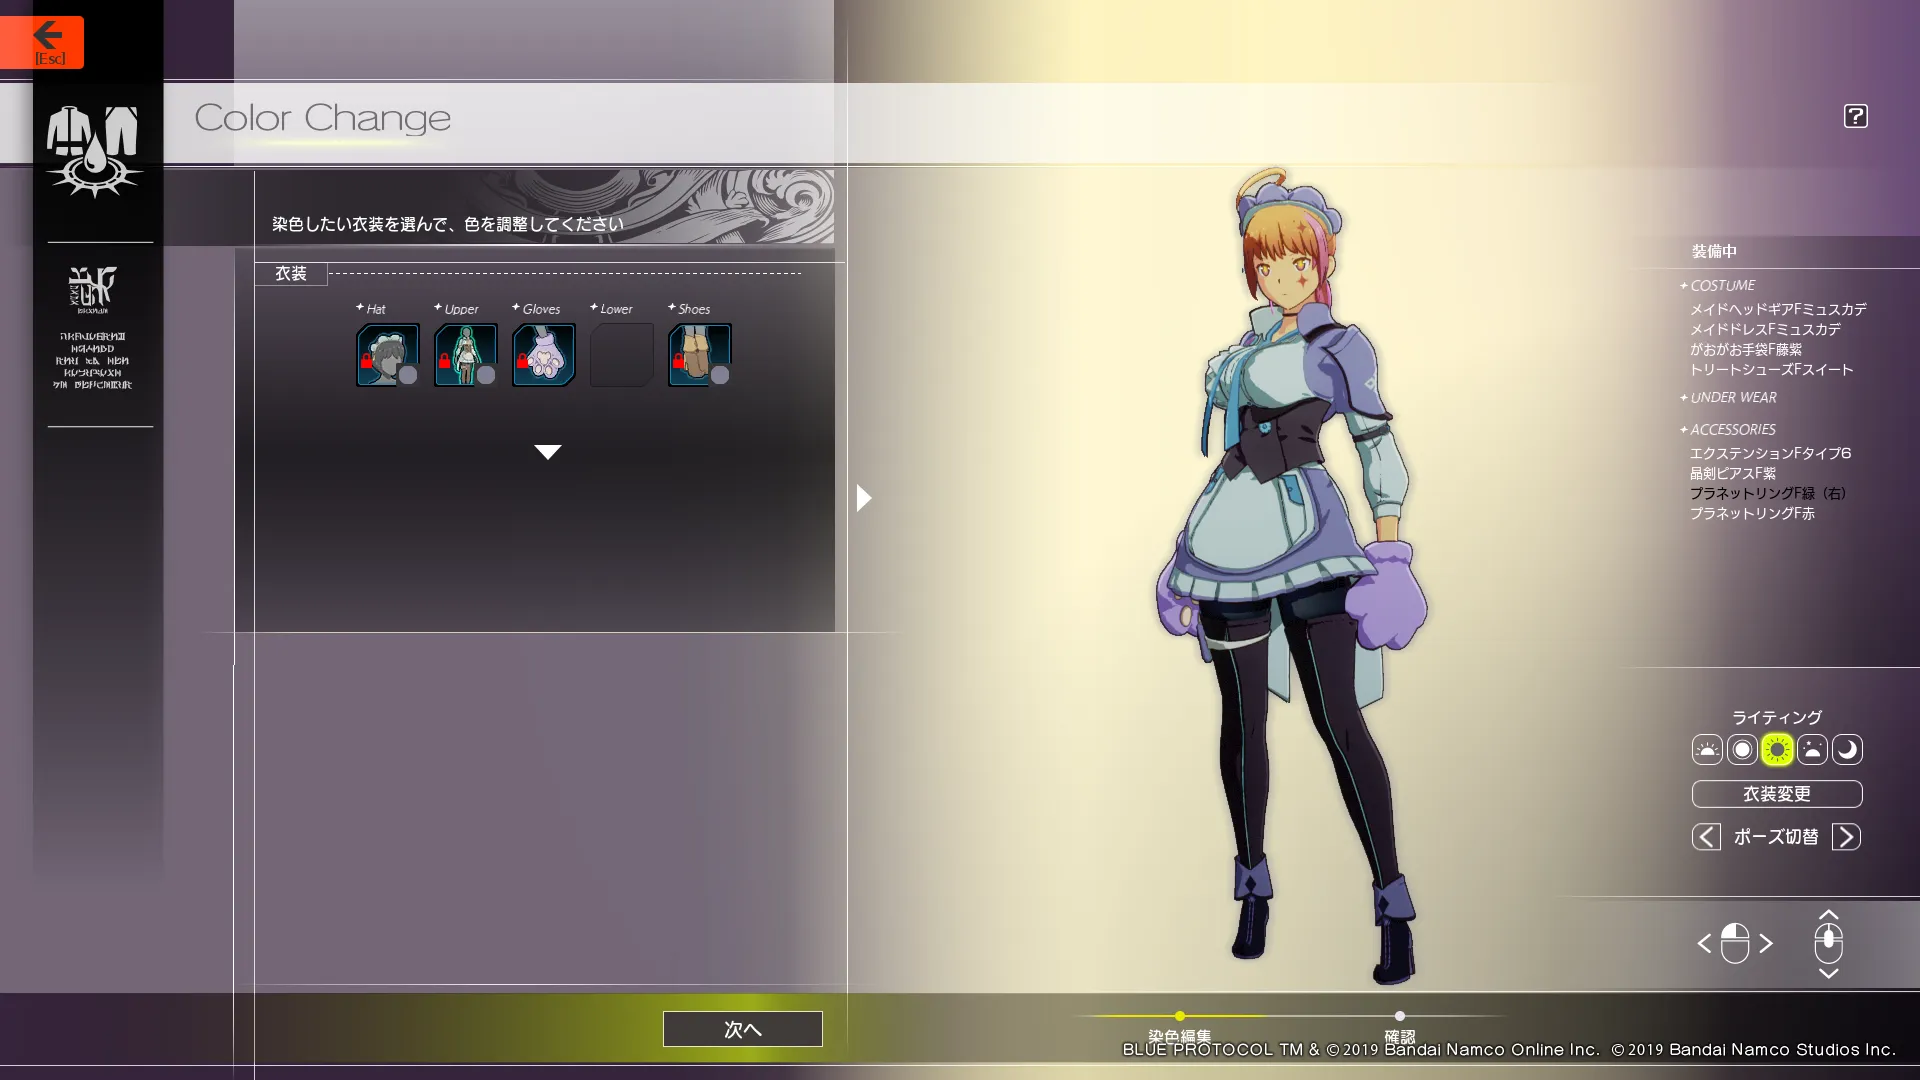 [Esc]
Color Change
?
染色したい衣装を選んで、色を調整してください
衣装
Hat
Upper
Gloves
Lower
Shoes
装備中
COSTUME
メイドヘッドギアFミュスカデ
メイドドレスFミュスカデ
がおがお手袋F藤紫
トリートシューズFスイート
UNDER WEAR
ACCESSORIES
エクステンションFタイプ6
晶剣ピアスF紫
プラネットリングF緑（右）
プラネットリングF赤
ライティング
衣装変更
ポーズ切替
次へ
染色編集
確認
BLUE PROTOCOL TM & ©2019 Bandai Namco Online Inc. ©2019 Bandai Namco Studios Inc.